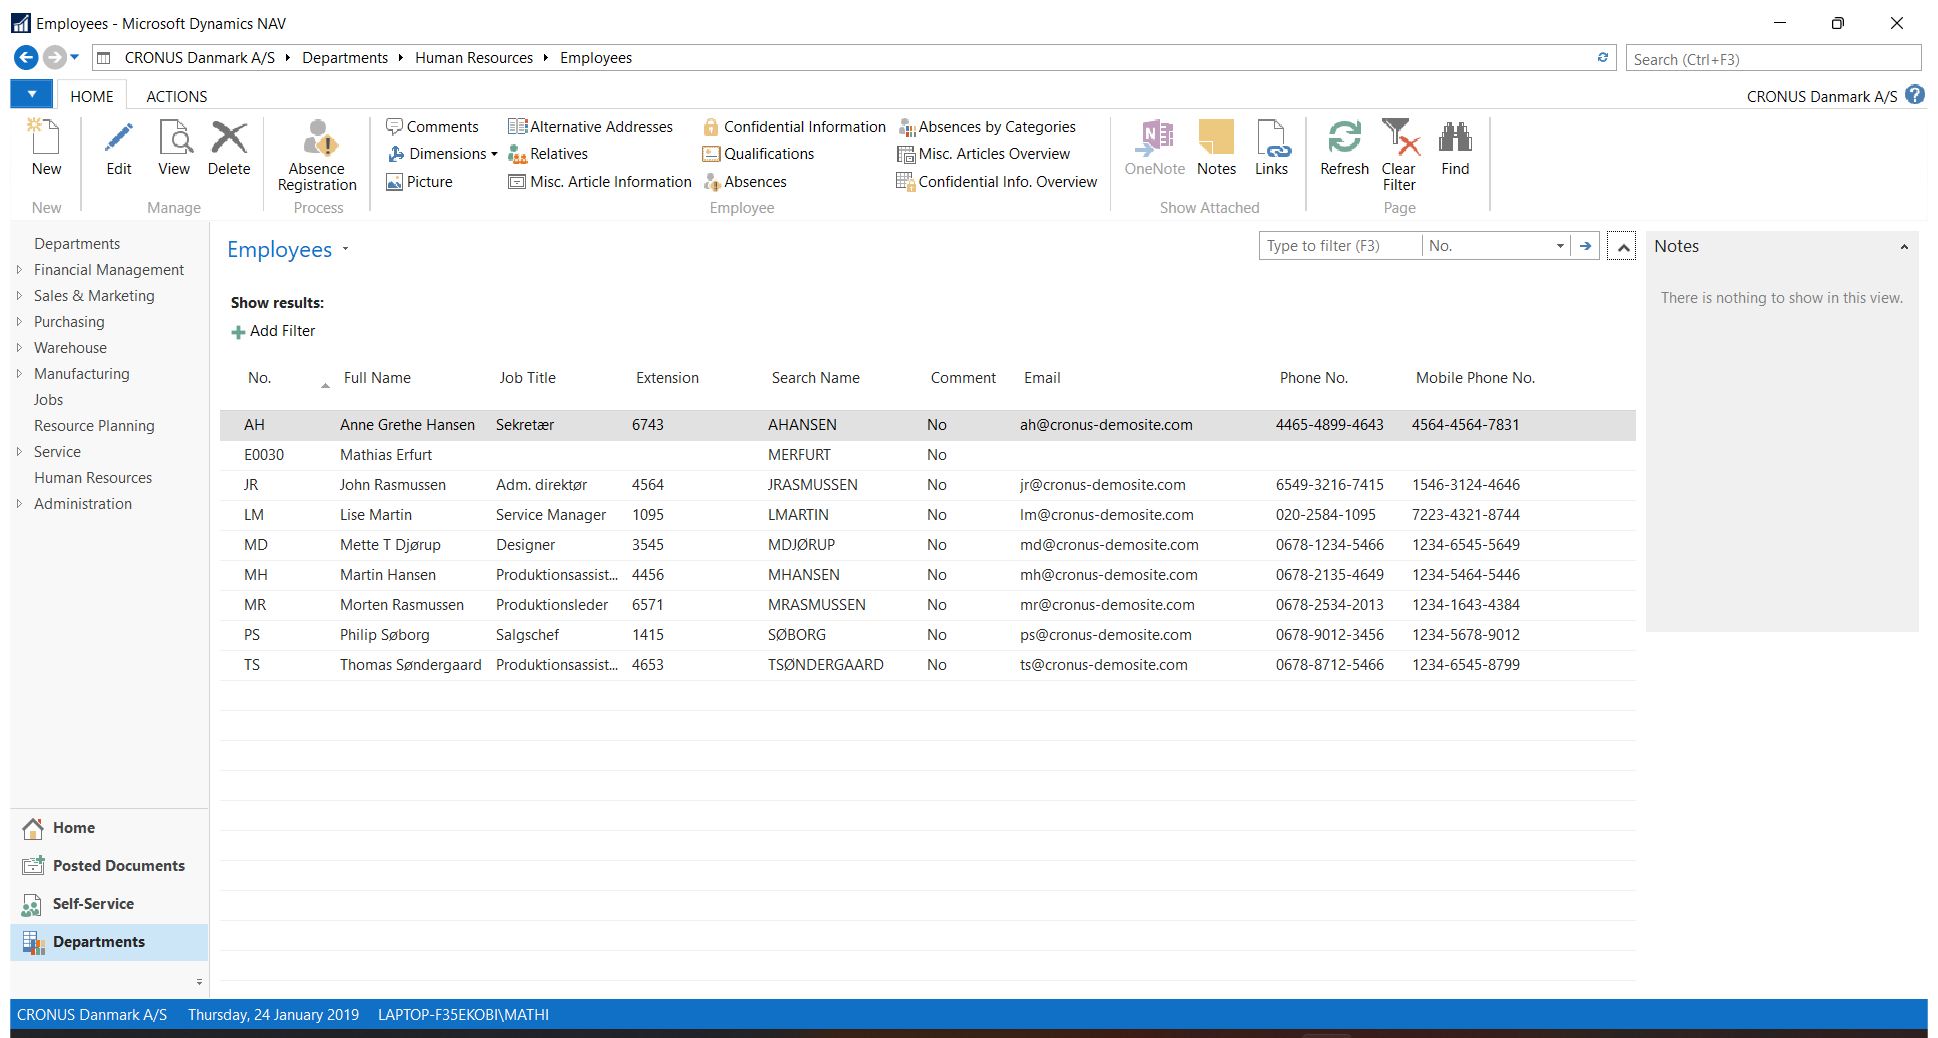 Employees - Microsoft Dynamics NAV
CRONUS Danmark A/S Departments Human Resources Employees
Search (Ctrl+F3)
HOME ACTIONS
CRONUS Danmark A/S
New
New
Edit View Delete
Manage
Absence Registration
Process
Comments Alternative Addresses Confidential Information Absences by Categories
Dimensions Relatives Qualifications Misc. Articles Overview
Picture Misc. Article Information Absences Confidential Info. Overview
Employee
OneNote Notes Links
Show Attached
Refresh Clear Filter Find
Page
Departments
Financial Management
Sales & Marketing
Purchasing
Warehouse
Manufacturing
Jobs
Resource Planning
Service
Human Resources
Administration
Home
Posted Documents
Self-Service
Departments
Employees
Type to filter (F3) No.
Show results:
Add Filter
No. Full Name Job Title Extension Search Name Comment Email Phone No. Mobile Phone No.
AH Anne Grethe Hansen Sekretær 6743 AHANSEN No ah@cronus-demosite.com 4465-4899-4643 4564-4564-7831
E0030 Mathias Erfurt MERFURT No
JR John Rasmussen Adm. direktør 4564 JRASMUSSEN No jr@cronus-demosite.com 6549-3216-7415 1546-3124-4646
LM Lise Martin Service Manager 1095 LMARTIN No lm@cronus-demosite.com 020-2584-1095 7223-4321-8744
MD Mette T Djørup Designer 3545 MDJØRUP No md@cronus-demosite.com 0678-1234-5466 1234-6545-5649
MH Martin Hansen Produktionsassist... 4456 MHANSEN No mh@cronus-demosite.com 0678-2135-4649 1234-5464-5446
MR Morten Rasmussen Produktionsleder 6571 MRASMUSSEN No mr@cronus-demosite.com 0678-2534-2013 1234-1643-4384
PS Philip Søborg Salgschef 1415 SØBORG No ps@cronus-demosite.com 0678-9012-3456 1234-5678-9012
TS Thomas Søndergaard Produktionsassist... 4653 TSØNDERGAARD No ts@cronus-demosite.com 0678-8712-5466 1234-6545-8799
Notes
There is nothing to show in this view.
CRONUS Danmark A/S Thursday, 24 January 2019 LAPTOP-F35EKOBI\MATHI